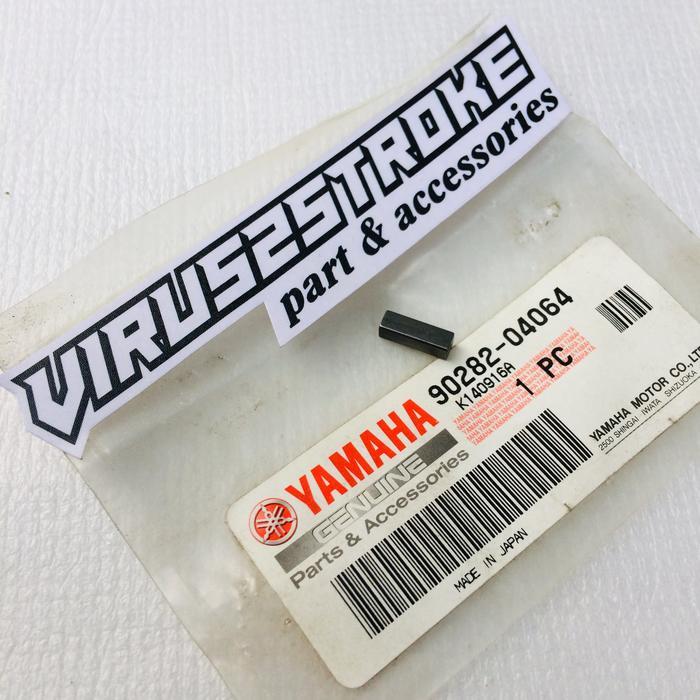 VIRUS2STROKE
part & accessories
YAMAHA
GENUINE
Parts & Accessories
90282-04064
K140916A
1 PC
MADE IN JAPAN
YAMAHA MOTOR CO.,LT
2500 SHINGAI IWATA SHIZUOKA